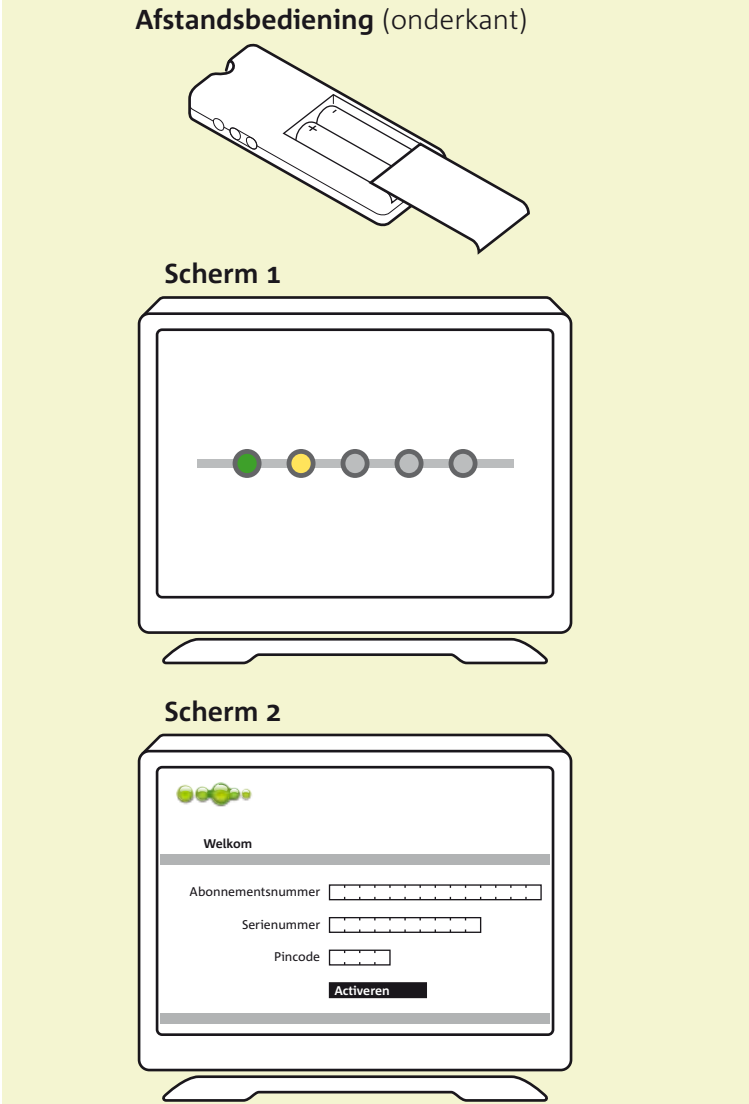 Afstandsbediening (onderkant)
+ -
Scherm 1
Scherm 2
Welkom
Abonnementsnummer
Serienummer
Pincode
Activeren